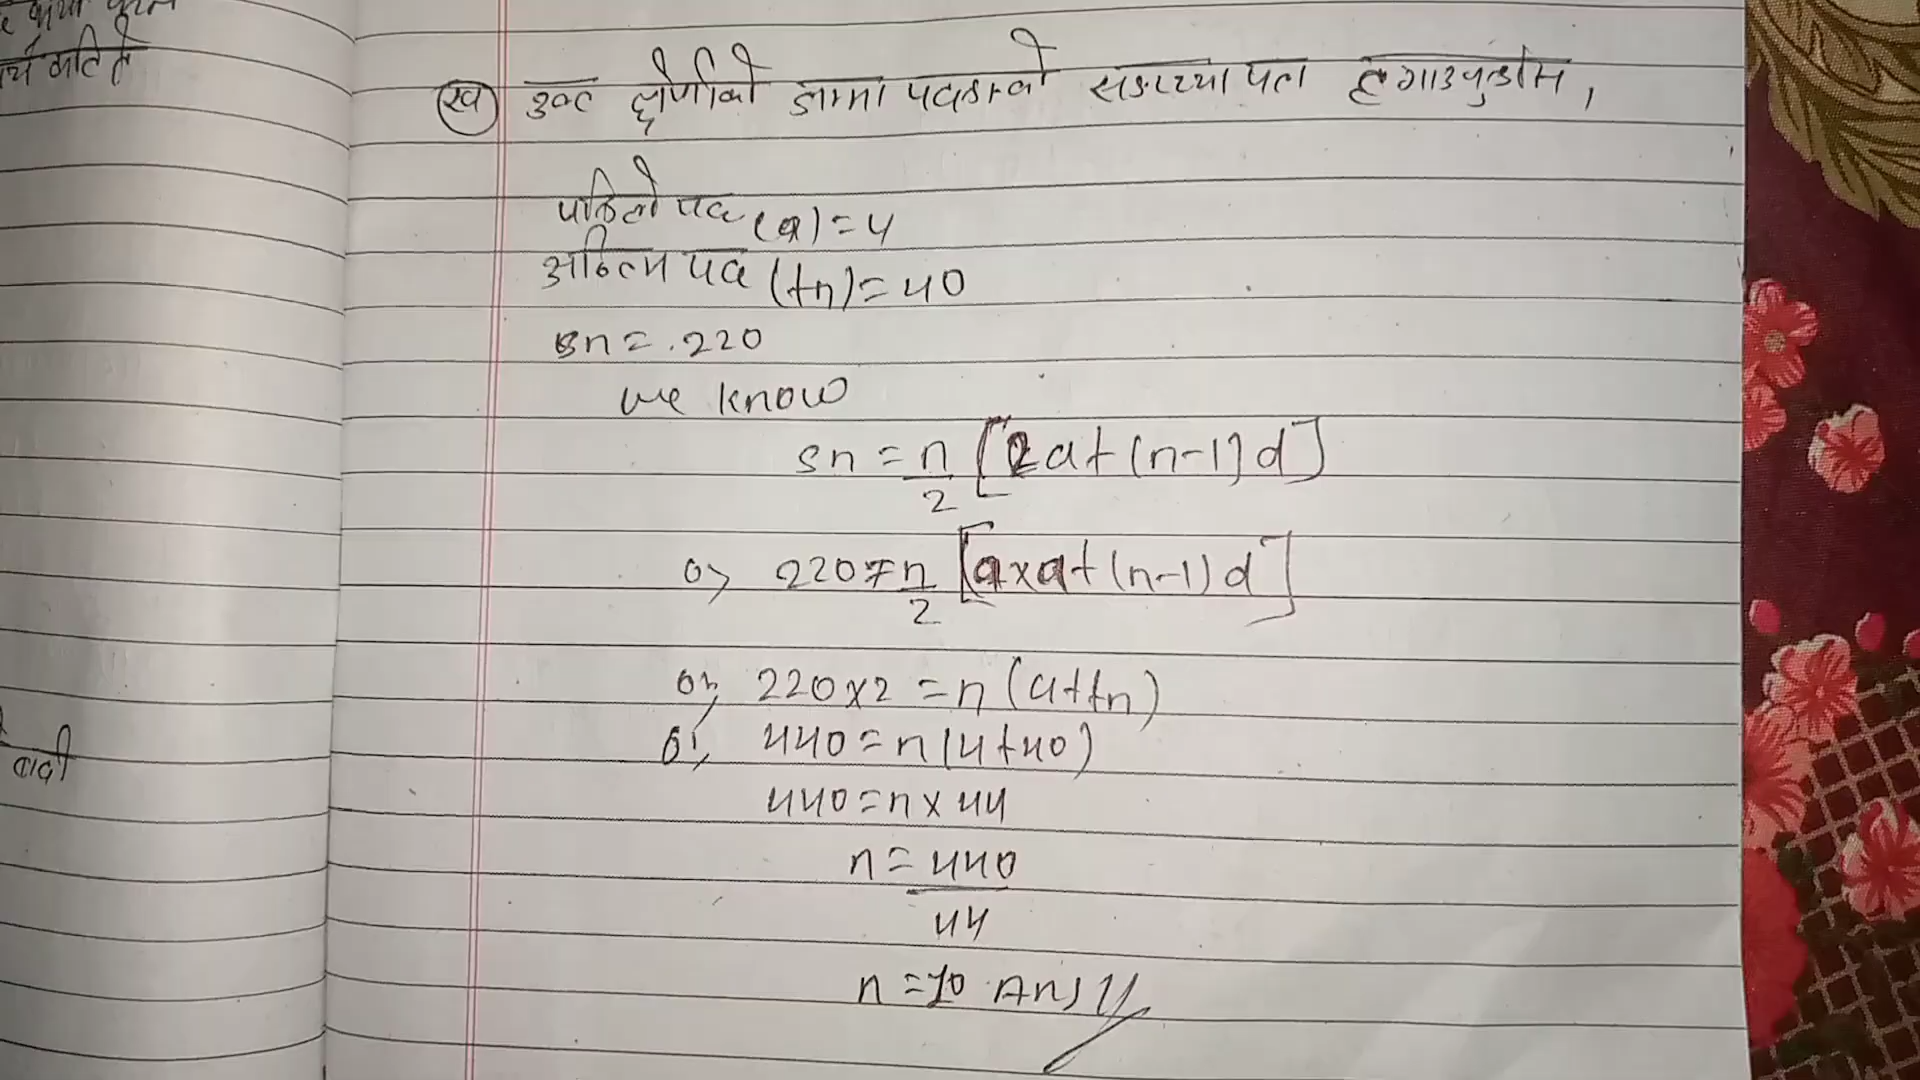 (ख) उक्त श्रेणीको जम्मा पदहरुको सङ्ख्या पत्ता लगाउनुहोस,
पहिलो पद (a) = 4
अन्तिम पद (tn) = 40
sn = 220
we know
sn = n/2 [2a + (n-1) d]
or, 220 = n/2 [a + a + (n-1) d]
or, 220 × 2 = n (a + tn)
or, 440 = n (4 + 40)
440 = n × 44
n = 440/44
n = 10 Ans